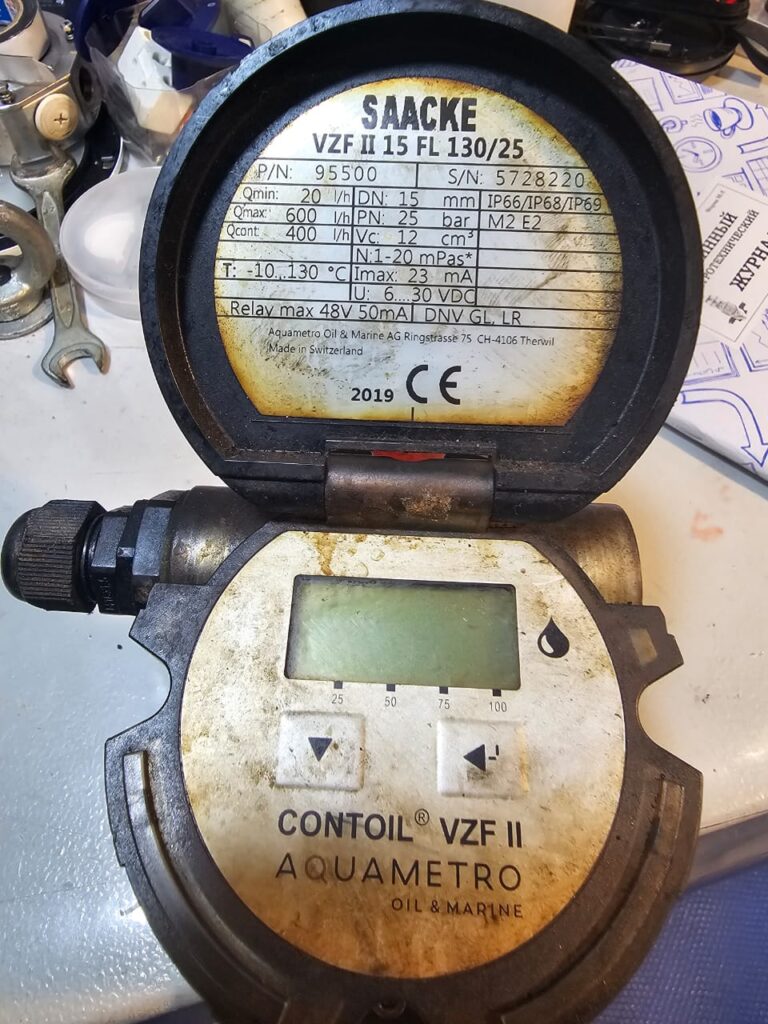 SAACKE
VZF II 15 FL 130/25
P/N: 95500 S/N: 5728220
Qmin: 20 l/h DN: 15 mm IP66/IP68/IP69
Qmax: 600 l/h PN: 25 bar M2 E2
Qcont: 400 l/h Vc: 12 cm³
N:1-20 mPas*
T: -10...130 °C Imax: 23 mA
U: 6....30 VDC
Relay max 48V 50mA DNV GL, LR
Aquametro Oil & Marine AG Ringstrasse 75 CH-4106 Therwil
Made in Switzerland
2019 CE
25 50 75 100
CONTOIL® VZF II
AQUAMETRO
OIL & MARINE
ЖУРНАЛ